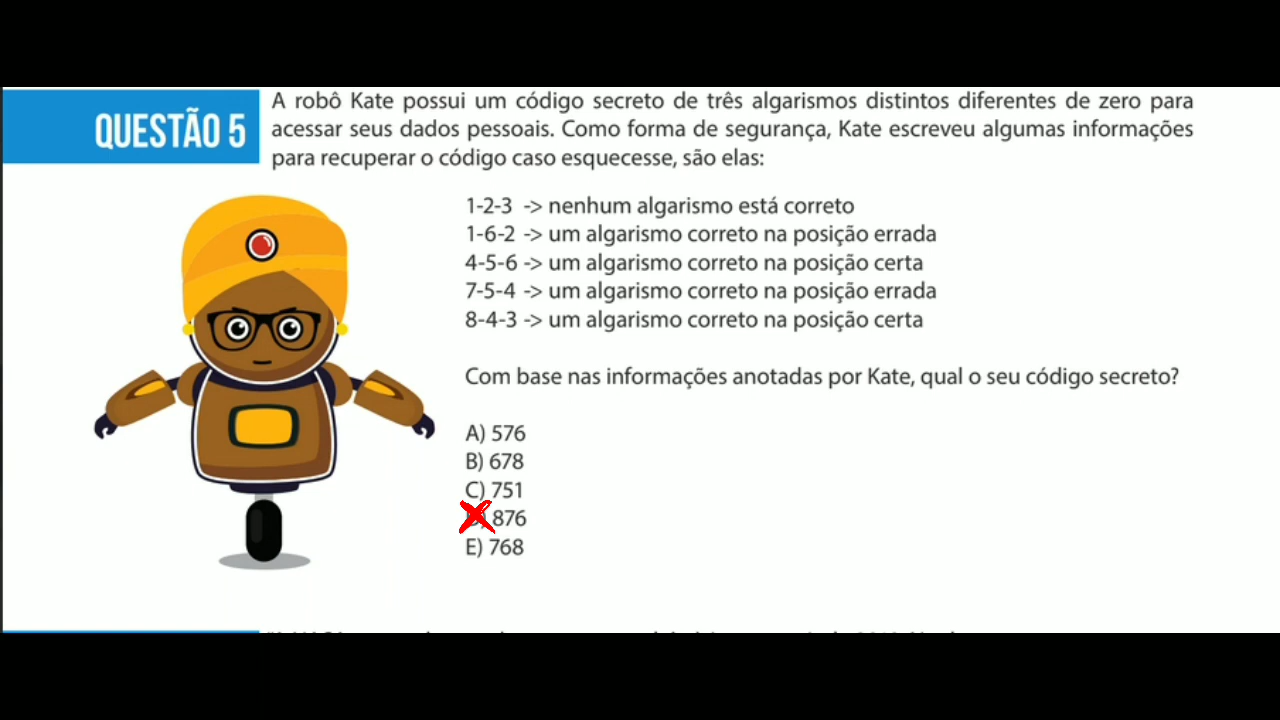 QUESTÃO 5
A robô Kate possui um código secreto de três algarismos distintos diferentes de zero para
acessar seus dados pessoais. Como forma de segurança, Kate escreveu algumas informações
para recuperar o código caso esquecesse, são elas:
1-2-3 -> nenhum algarismo está correto
1-6-2 -> um algarismo correto na posição errada
4-5-6 -> um algarismo correto na posição certa
7-5-4 -> um algarismo correto na posição errada
8-4-3 -> um algarismo correto na posição certa
Com base nas informações anotadas por Kate, qual o seu código secreto?
A) 576
B) 678
C) 751
876
E) 768